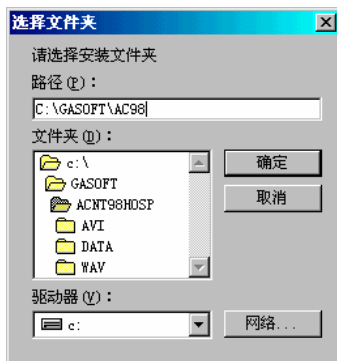 选择文件夹
请选择安装文件夹
路径(P)：
C:\GASOFT\AC98
文件夹(D)：
c:\
GASOFT
ACNT98HOSP
AVI
DATA
WAV
确定
取消
驱动器(V)：
c:
网络...